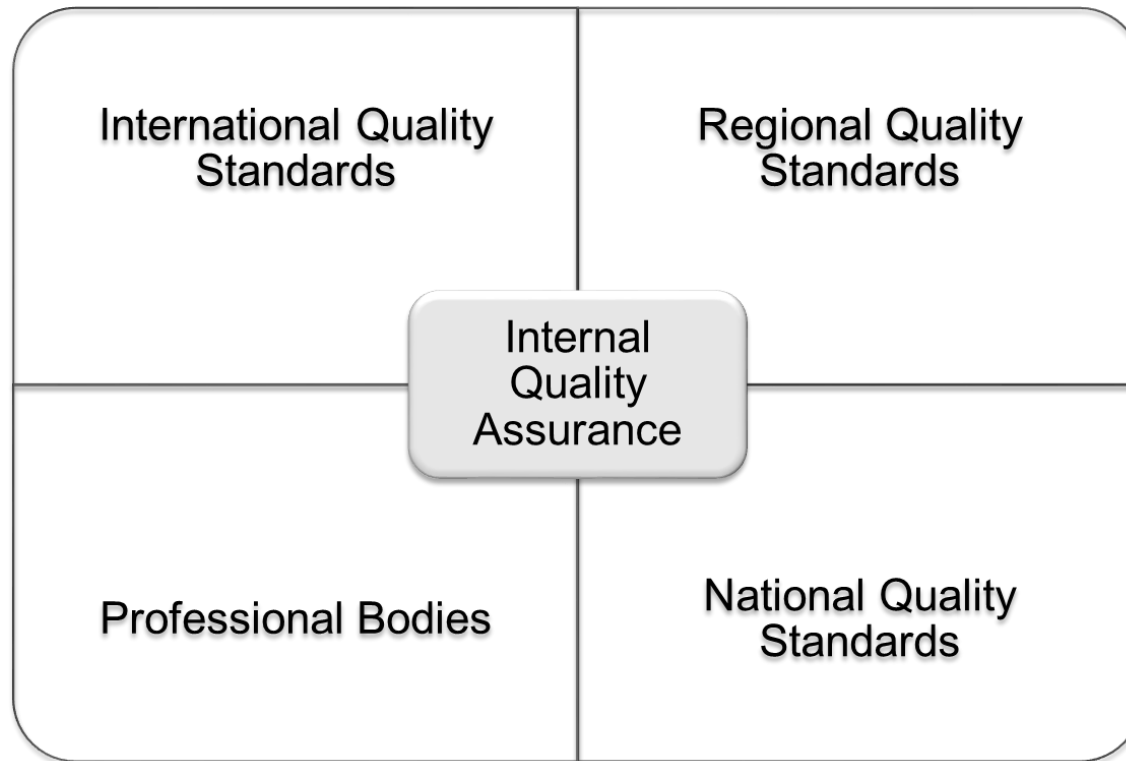 International Quality
Standards
Regional Quality
Standards
Internal
Quality
Assurance
Professional Bodies
National Quality
Standards